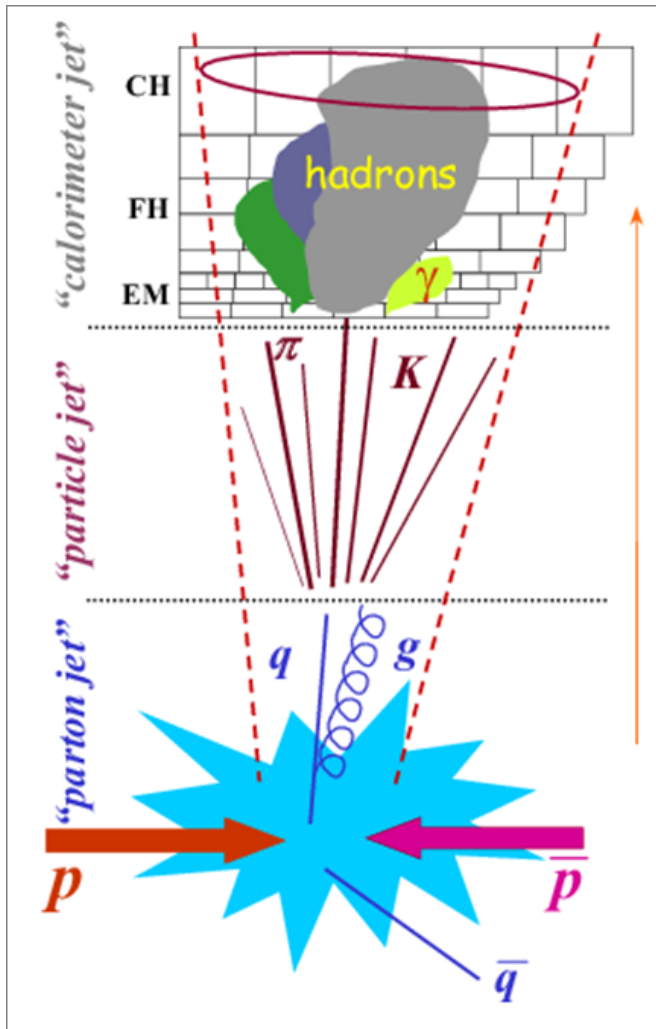 "calorimeter jet"
CH
FH
EM
hadrons
γ
"particle jet"
π
K
"parton jet"
q
g
p
p̅
q̅